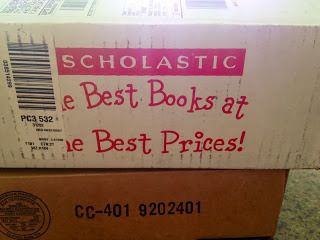 SCHOLASTIC
e Best Books at
PC3 532
e Best Prices!
CC-401 9202401